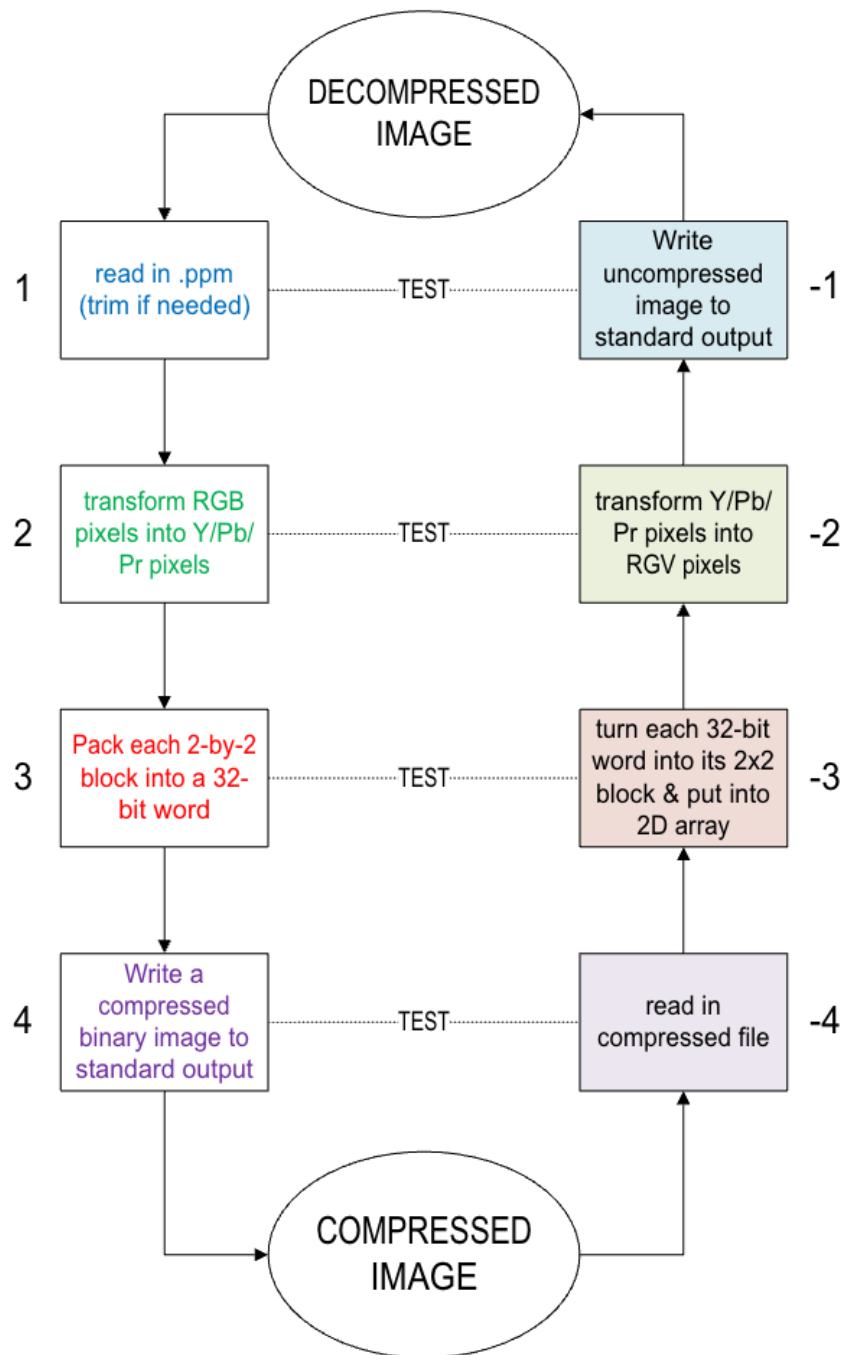 DECOMPRESSED
IMAGE
1
read in .ppm
(trim if needed)
TEST
Write
uncompressed
image to
standard output
-1
2
transform RGB
pixels into Y/Pb/
Pr pixels
TEST
transform Y/Pb/
Pr pixels into
RGV pixels
-2
3
Pack each 2-by-2
block into a 32-
bit word
TEST
turn each 32-bit
word into its 2x2
block & put into
2D array
-3
4
Write a
compressed
binary image to
standard output
TEST
read in
compressed file
-4
COMPRESSED
IMAGE